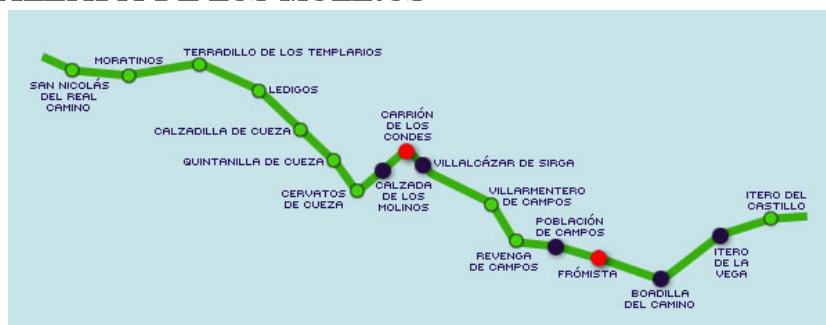 MORATINOS
TERRADILLO DE LOS TEMPLARIOS
SAN NICOLÁS
DEL REAL
CAMINO
LEDIGOS
CALZADILLA DE CUEZA
CARRIÓN
DE LOS
CONDES
QUINTANILLA DE CUEZA
VILLALCÁZAR DE SIRGA
CERVATOS
DE CUEZA
CALZADA
DE LOS
MOLINOS
VILLARMENTERO
DE CAMPOS
ITERO DEL
CASTILLO
POBLACIÓN
DE CAMPOS
REVENGA
DE CAMPOS
FRÓMISTA
ITERO
DE LA
VEGA
BOADILLA
DEL CAMINO